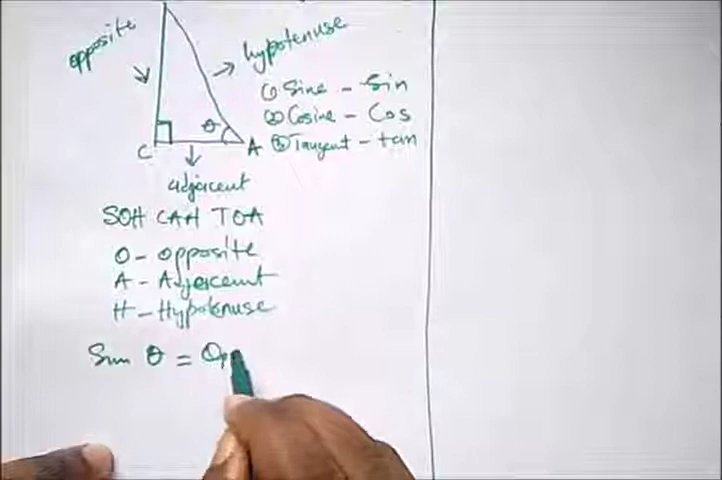 opposite
hypotenuse
① Sine - Sin
② Cosine - Cos
θ
C
A
③ Tangent - tan
adjacent
SOH CAH TOA
O - Opposite
A - Adjacent
H - Hypotenuse
Sin θ = Op